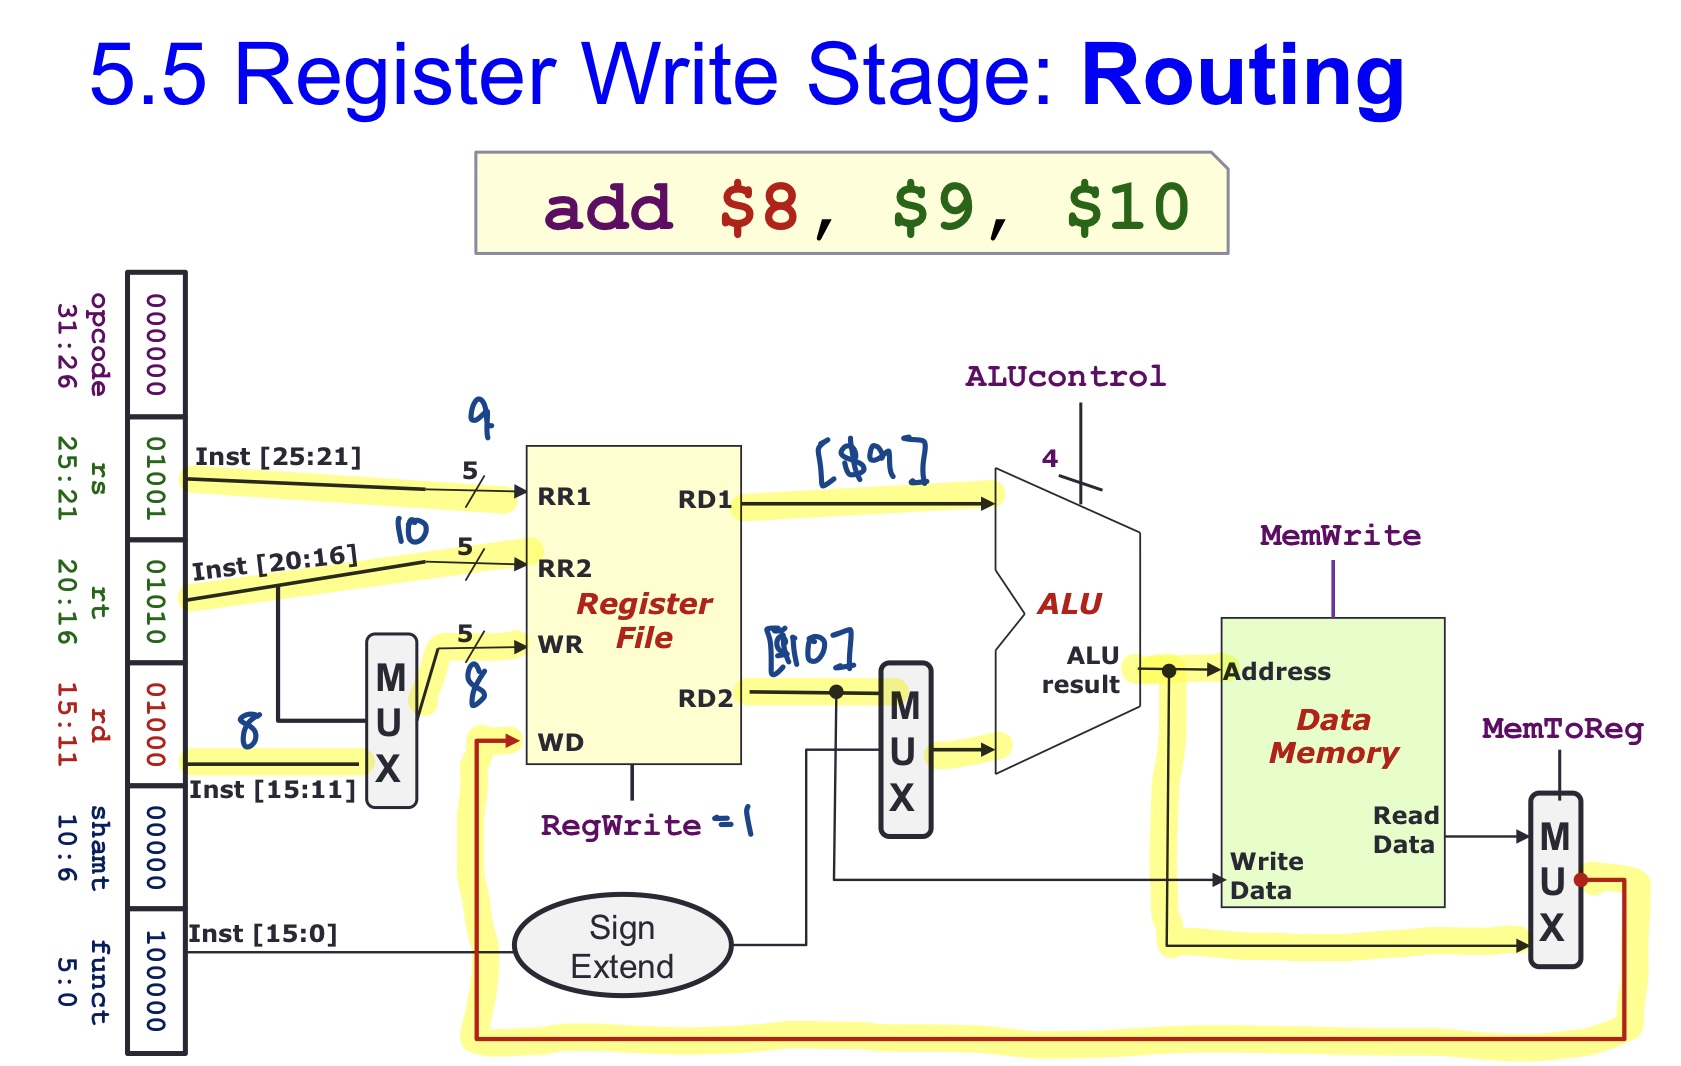 5.5 Register Write Stage: Routing
add $8, $9, $10
opcode
31:26
000000
rs
25:21
01001
rt
20:16
01010
rd
15:11
01000
shamt
10:6
00000
funct
5:0
100000
Inst [25:21]
9
5
Inst [20:16]
10
5
5
8
8
MUX
Inst [15:11]
Inst [15:0]
RR1
RR2
WR
WD
Register
File
RD1
RD2
RegWrite =1
Sign
Extend
[$9]
[$10]
MUX
ALUcontrol
4
ALU
ALU
result
MemWrite
Address
Data
Memory
Read
Data
Write
Data
MemToReg
MUX